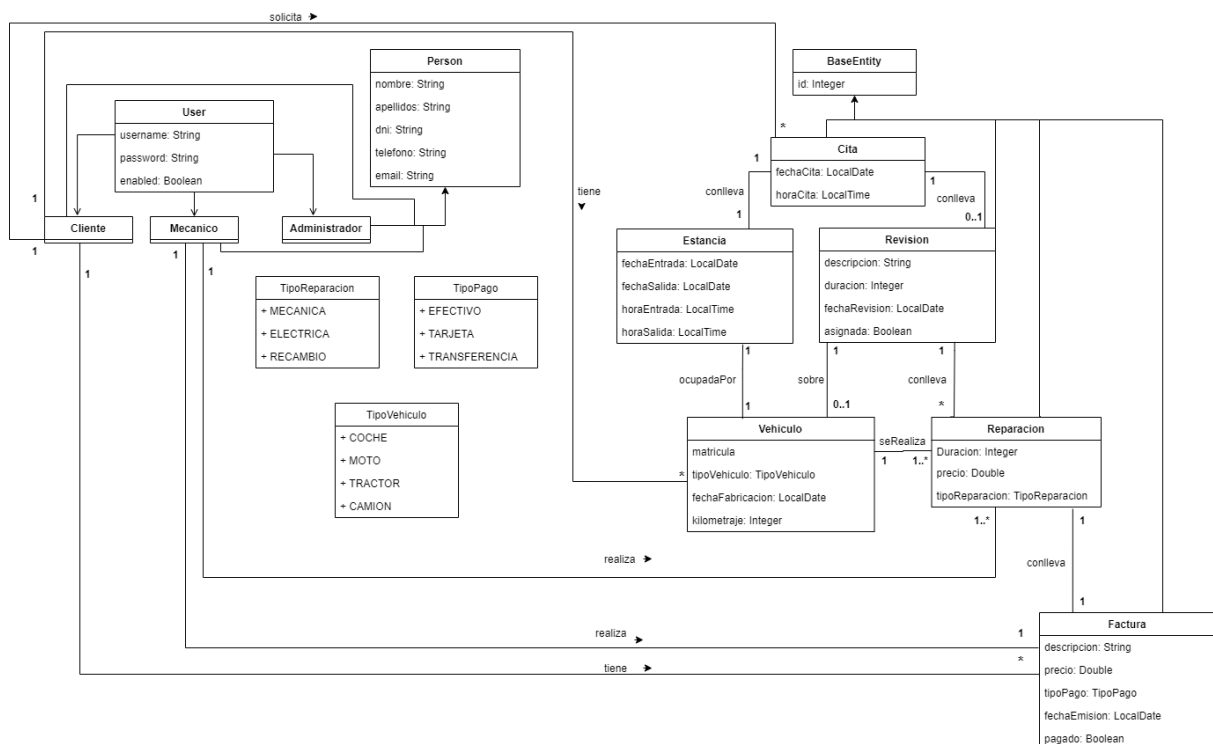 solicita
Person
nombre: String
apellidos: String
dni: String
telefono: String
email: String
BaseEntity
id: Integer
User
username: String
password: String
enabled: Boolean
*
Cita
fechaCita: LocalDate
horaCita: LocalTime
1
1
conlleva
conlleva
1
0..1
tiene
1
Cliente
Mecanico
Administrador
1
1
1
1
Estancia
fechaEntrada: LocalDate
fechaSalida: LocalDate
horaEntrada: LocalTime
horaSalida: LocalTime
Revision
descripcion: String
duracion: Integer
fechaRevision: LocalDate
asignada: Boolean
TipoReparacion
+ MECANICA
+ ELECTRICA
+ RECAMBIO
TipoPago
+ EFECTIVO
+ TARJETA
+ TRANSFERENCIA
1
1
1
ocupadaPor
sobre
conlleva
1
0..1
*
TipoVehiculo
+ COCHE
+ MOTO
+ TRACTOR
+ CAMION
Vehiculo
matricula
tipoVehiculo: TipoVehiculo
fechaFabricacion: LocalDate
kilometraje: Integer
*
seRealiza
1
1..*
Reparacion
Duracion: Integer
precio: Double
tipoReparacion: TipoReparacion
1..*
1
realiza
conlleva
1
realiza
1
tiene
*
Factura
descripcion: String
precio: Double
tipoPago: TipoPago
fechaEmision: LocalDate
pagado: Boolean